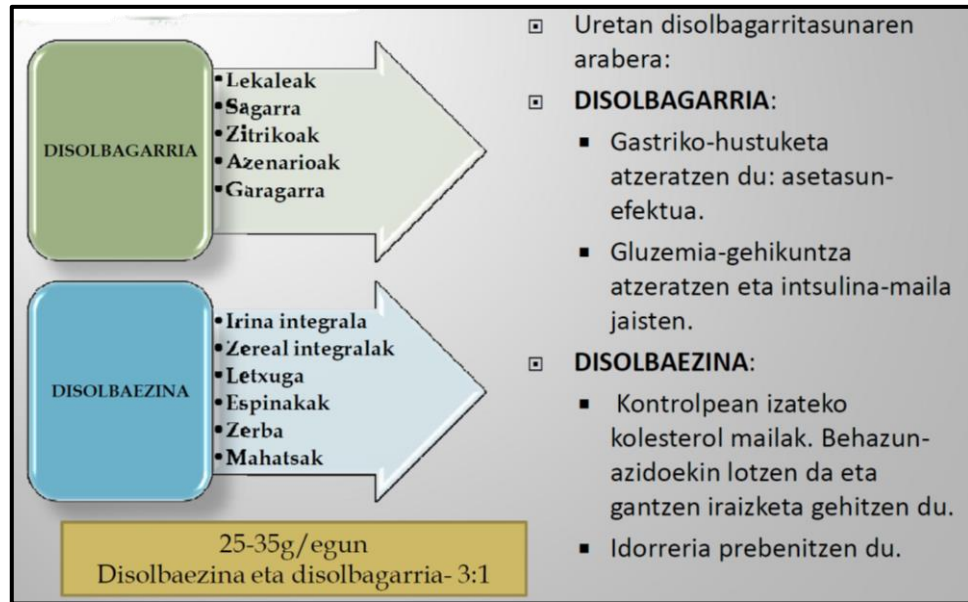 DISOLBAGARRIA
• Lekaleak
• Sagarra
• Zitrikoak
• Azenarioak
• Garagarra
DISOLBAEZINA
• Irina integrala
• Zereal integralak
• Letxuga
• Espinakak
• Zerba
• Mahatsak
25-35g/egun
Disolbaezina eta disolbagarria- 3:1
Uretan disolbagarritasunaren
arabera:
DISOLBAGARRIA:
Gastriko-hustuketa
atzeratzen du: asetasun-
efektua.
Gluzemia-gehikuntza
atzeratzen eta intsulina-maila
jaisten.
DISOLBAEZINA:
Kontrolpean izateko
kolesterol mailak. Behazun-
azidoekin lotzen da eta
gantzen iraizketa gehitzen du.
Idorreria prebenitzen du.